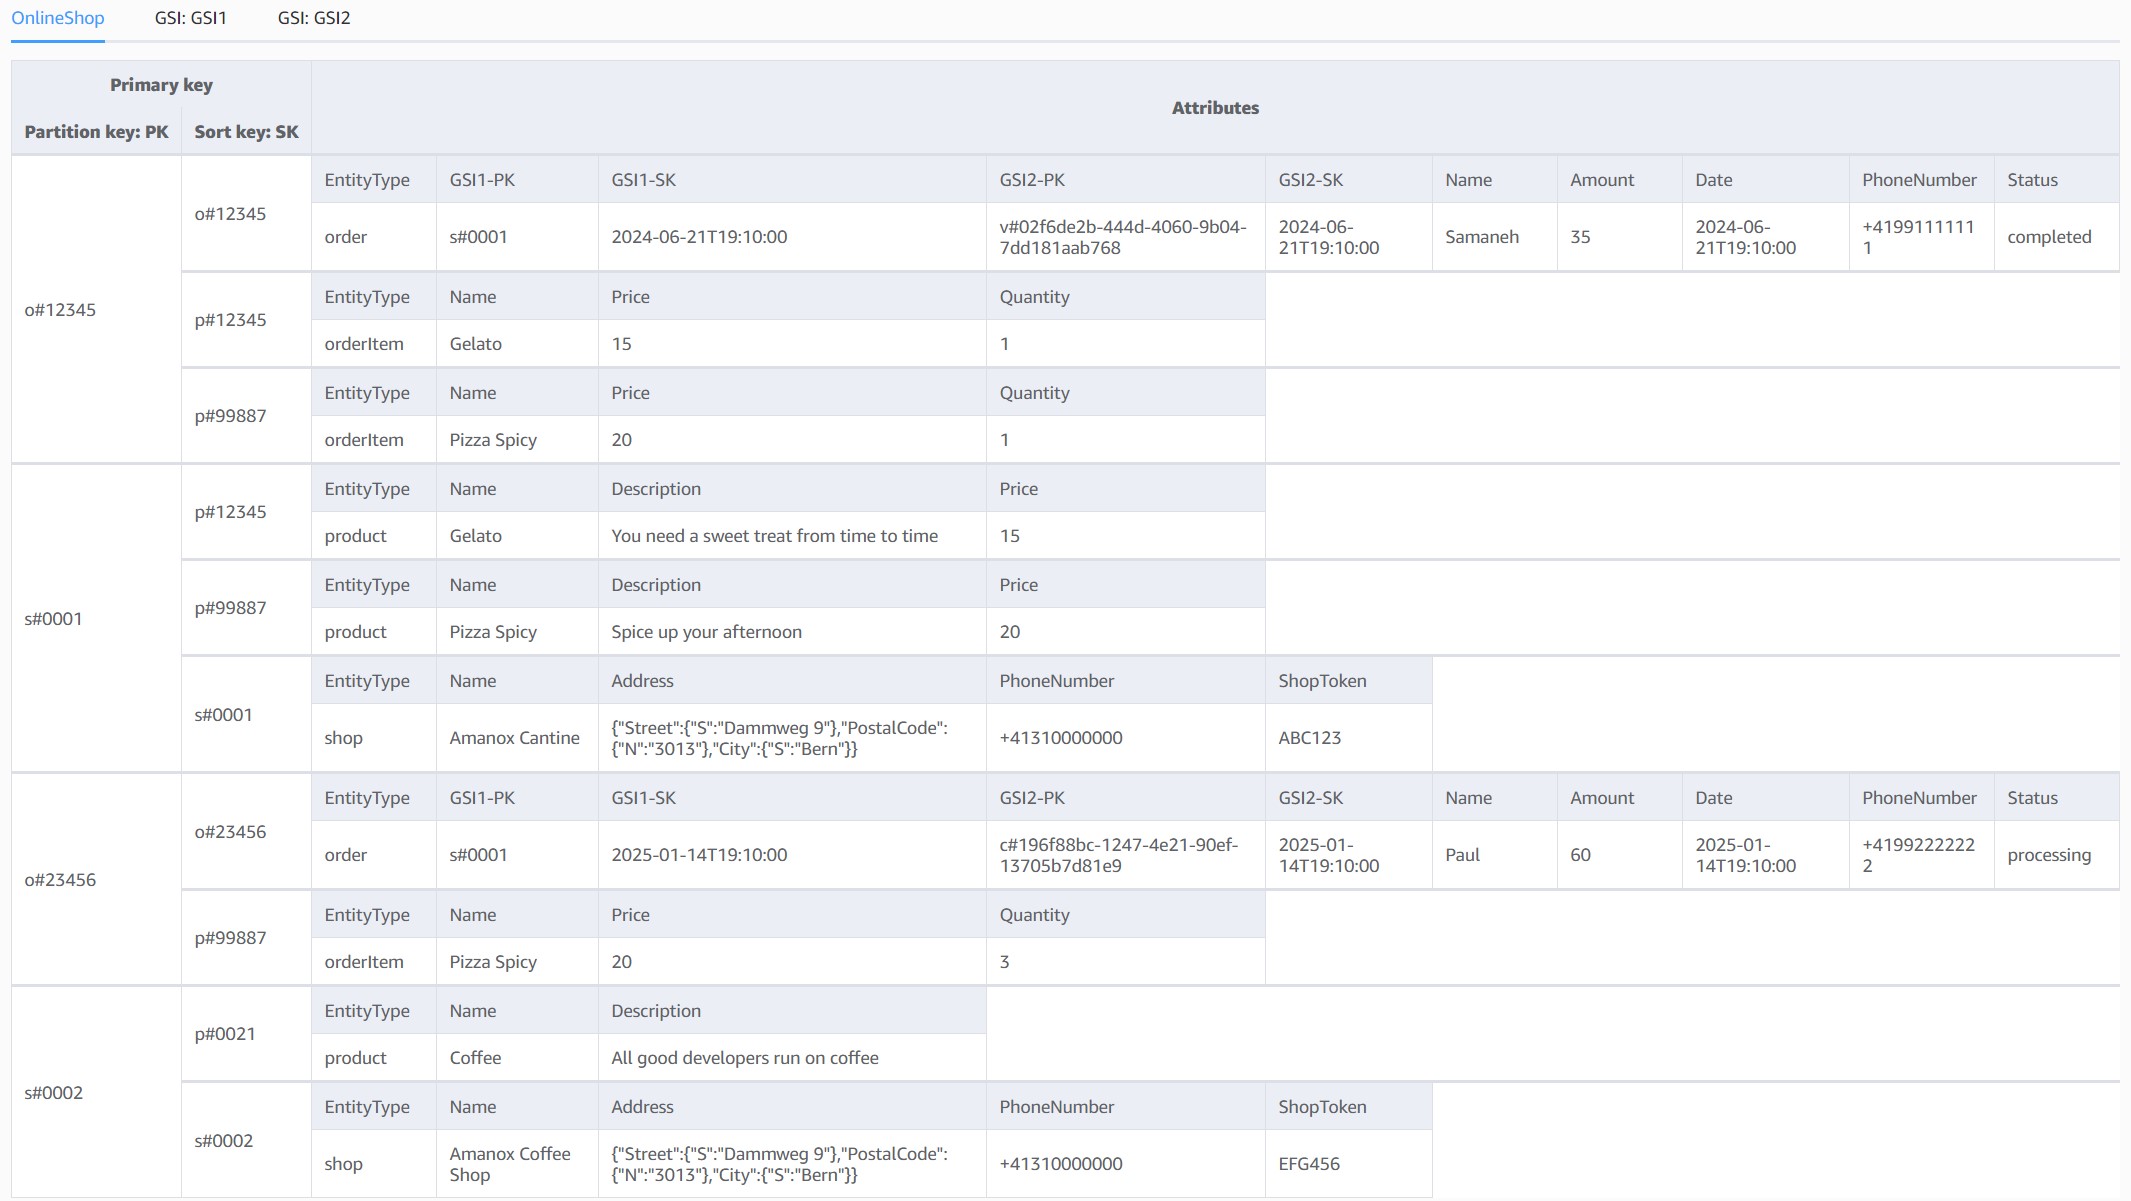 OnlineShop GSI: GSI1 GSI: GSI2
Primary key
Attributes
Partition key: PK Sort key: SK
o#12345
o#12345
EntityType GSI1-PK GSI1-SK GSI2-PK GSI2-SK Name Amount Date PhoneNumber Status
order s#0001 2024-06-21T19:10:00 v#02f6de2b-444d-4060-9b04-7dd181aab768 2024-06-21T19:10:00 Samaneh 35 2024-06-21T19:10:00 +41991111111 completed
p#12345
EntityType Name Price Quantity
orderItem Gelato 15 1
p#99887
EntityType Name Price Quantity
orderItem Pizza Spicy 20 1
s#0001
p#12345
EntityType Name Description Price
product Gelato You need a sweet treat from time to time 15
p#99887
EntityType Name Description Price
product Pizza Spicy Spice up your afternoon 20
s#0001
EntityType Name Address PhoneNumber ShopToken
shop Amanox Cantine {"Street":{"S":"Dammweg 9"},"PostalCode":{"N":"3013"},"City":{"S":"Bern"}} +41310000000 ABC123
o#23456
o#23456
EntityType GSI1-PK GSI1-SK GSI2-PK GSI2-SK Name Amount Date PhoneNumber Status
order s#0001 2025-01-14T19:10:00 c#196f88bc-1247-4e21-90ef-13705b7d81e9 2025-01-14T19:10:00 Paul 60 2025-01-14T19:10:00 +41992222222 processing
p#99887
EntityType Name Price Quantity
orderItem Pizza Spicy 20 3
s#0002
p#0021
EntityType Name Description
product Coffee All good developers run on coffee
s#0002
EntityType Name Address PhoneNumber ShopToken
shop Amanox Coffee Shop {"Street":{"S":"Dammweg 9"},"PostalCode":{"N":"3013"},"City":{"S":"Bern"}} +41310000000 EFG456